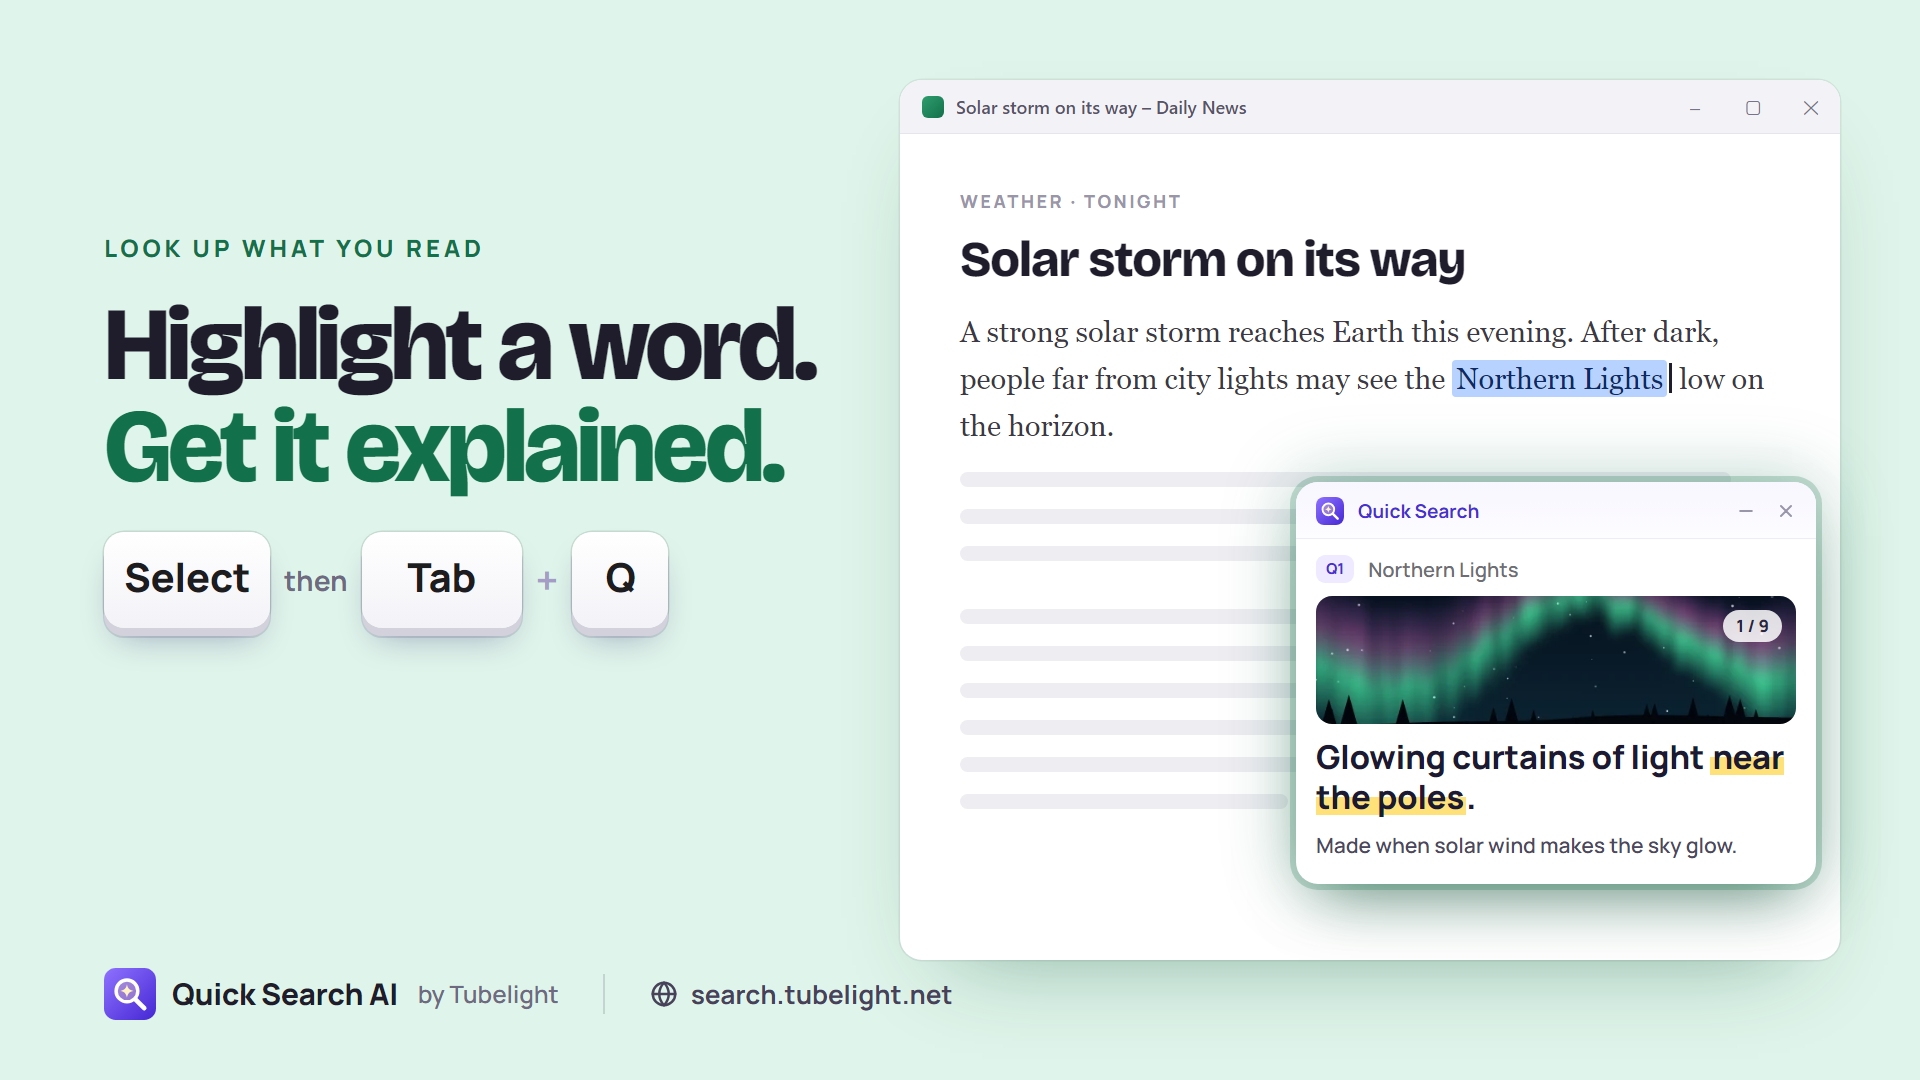 LOOK UP WHAT YOU READ
Highlight a word.
Get it explained.
Select then Tab + Q
Quick Search AI by Tubelight
search.tubelight.net
Solar storm on its way – Daily News
WEATHER · TONIGHT
Solar storm on its way
A strong solar storm reaches Earth this evening. After dark,
people far from city lights may see the Northern Lights low on
the horizon.
Quick Search
Q1 Northern Lights
1 / 9
Glowing curtains of light near
the poles.
Made when solar wind makes the sky glow.